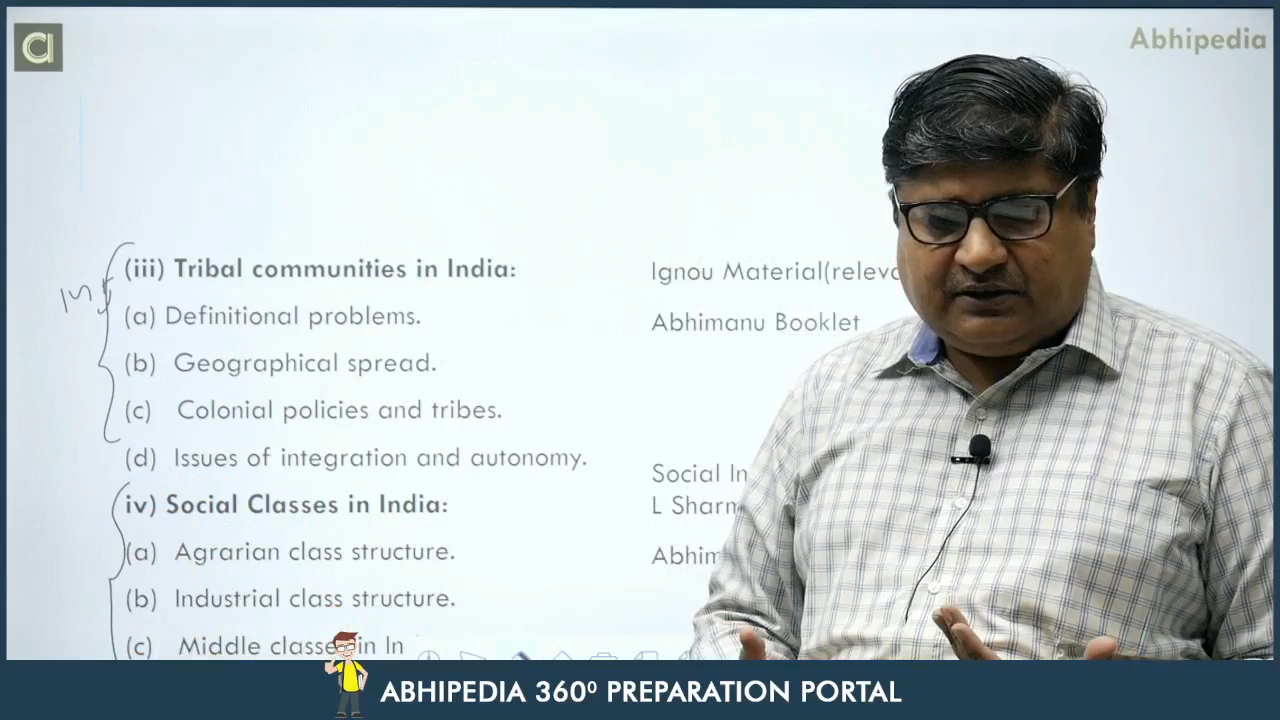 Abhipedia
(iii) Tribal communities in India:
Ignou Material(releva
(a) Definitional problems.
Abhimanu Booklet
(b) Geographical spread.
(c) Colonial policies and tribes.
(d) Issues of integration and autonomy.
Social In
iv) Social Classes in India:
L Sharm
(a) Agrarian class structure.
Abhim
(b) Industrial class structure.
(c) Middle classe in In
ABHIPEDIA 360⁰ PREPARATION PORTAL